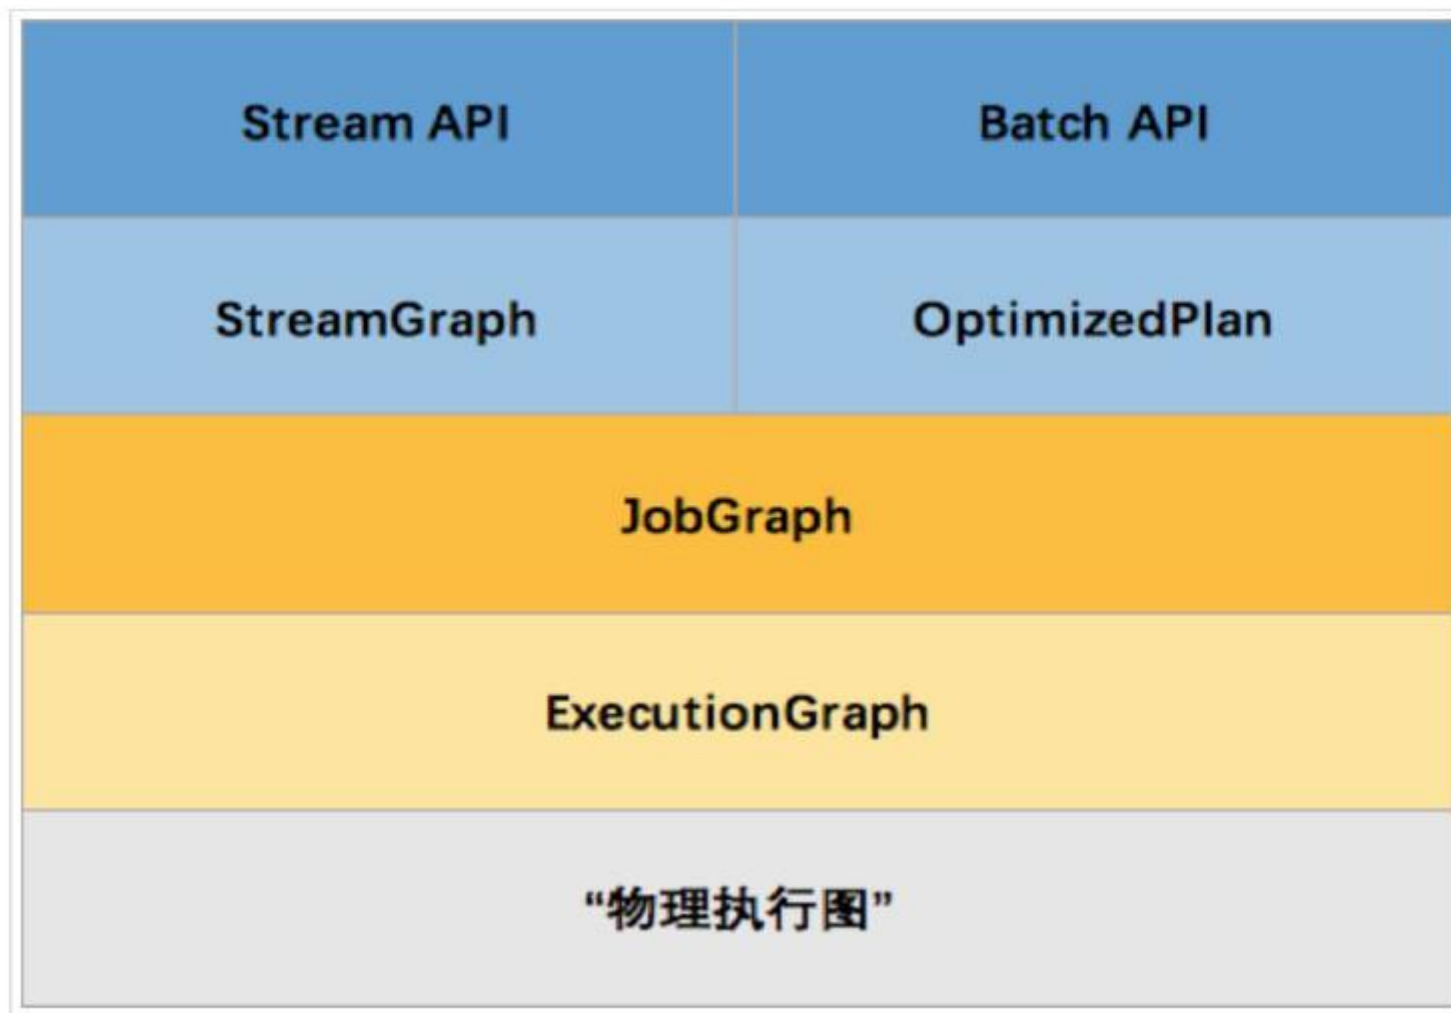 Stream API
Batch API
StreamGraph
OptimizedPlan
JobGraph
ExecutionGraph
“物理执行图”